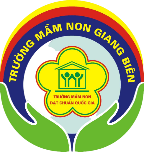 TRƯỜNG MẦM NON GIANG BIÊN
TRƯỜNG MẦM NON
ĐẠT CHUẨN QUỐC GIA